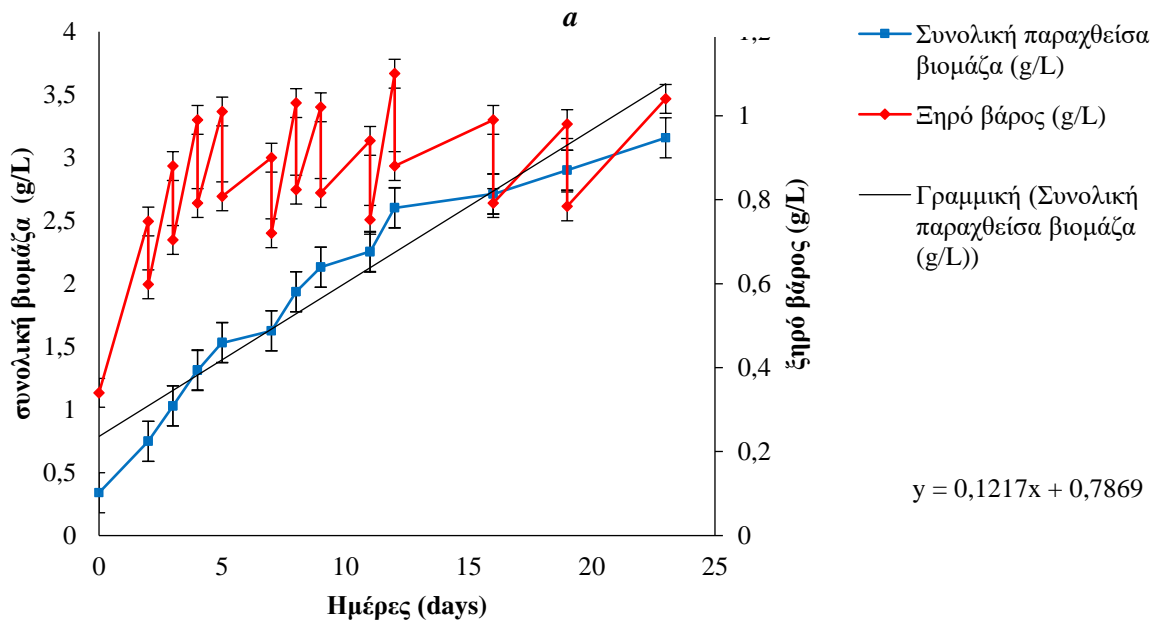 a
συνολική βιομάζα (g/L)
4
3,5
3
2,5
2
1,5
1
0,5
0
0
5
10
15
20
25
Ημέρες (days)
1,2
1
0,8
0,6
0,4
0,2
0
ξηρό βάρος (g/L)
Συνολική παραχθείσα
βιομάζα (g/L)
Ξηρό βάρος (g/L)
Γραμμική (Συνολική
παραχθείσα βιομάζα
(g/L))
y = 0,1217x + 0,7869